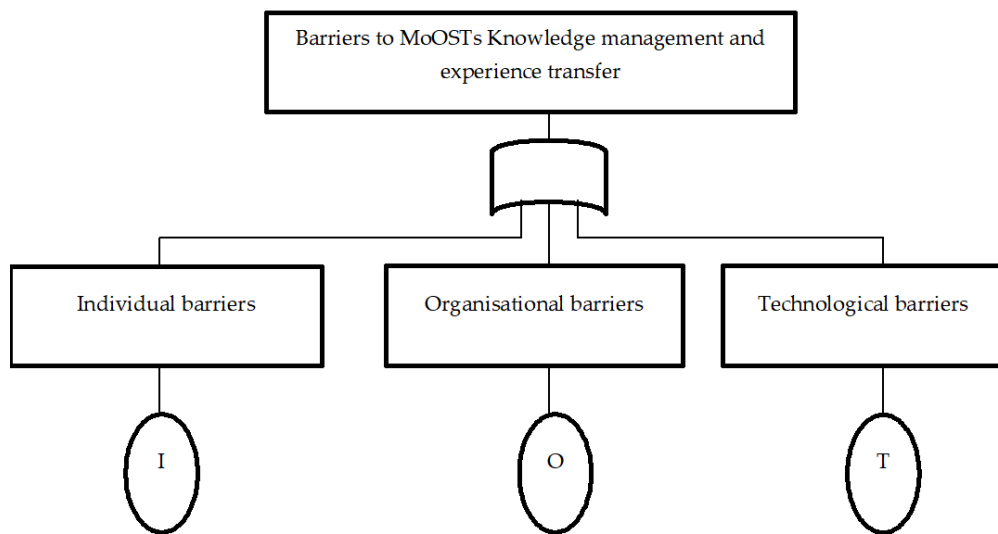 Barriers to MoOSTs Knowledge management and
experience transfer
Individual barriers
Organisational barriers
Technological barriers
I
O
T